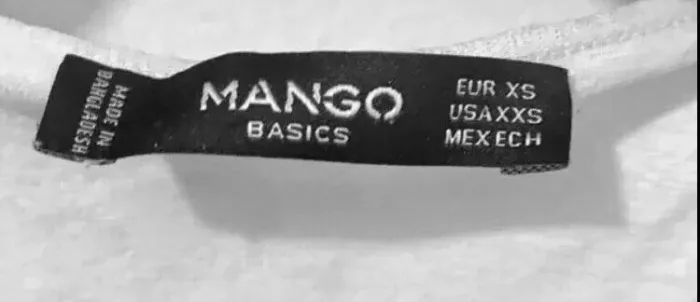 MADE IN
BANGLADESH
MANGO
BASICS
EUR XS
USA XXS
MEX ECH